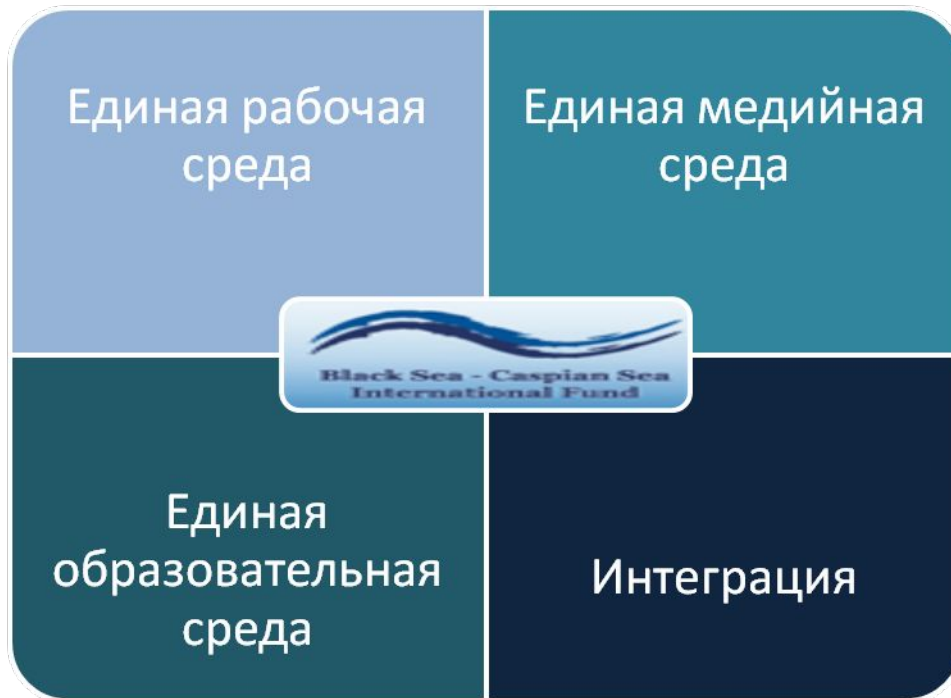 Единая рабочая
среда
Единая медийная
среда
Black Sea - Caspian Sea
International Fund
Единая
образовательная
среда
Интеграция